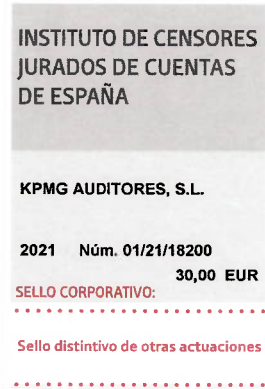 INSTITUTO DE CENSORES
JURADOS DE CUENTAS
DE ESPAÑA
KPMG AUDITORES, S.L.
2021 Núm. 01/21/18200
30,00 EUR
SELLO CORPORATIVO:
Sello distintivo de otras actuaciones